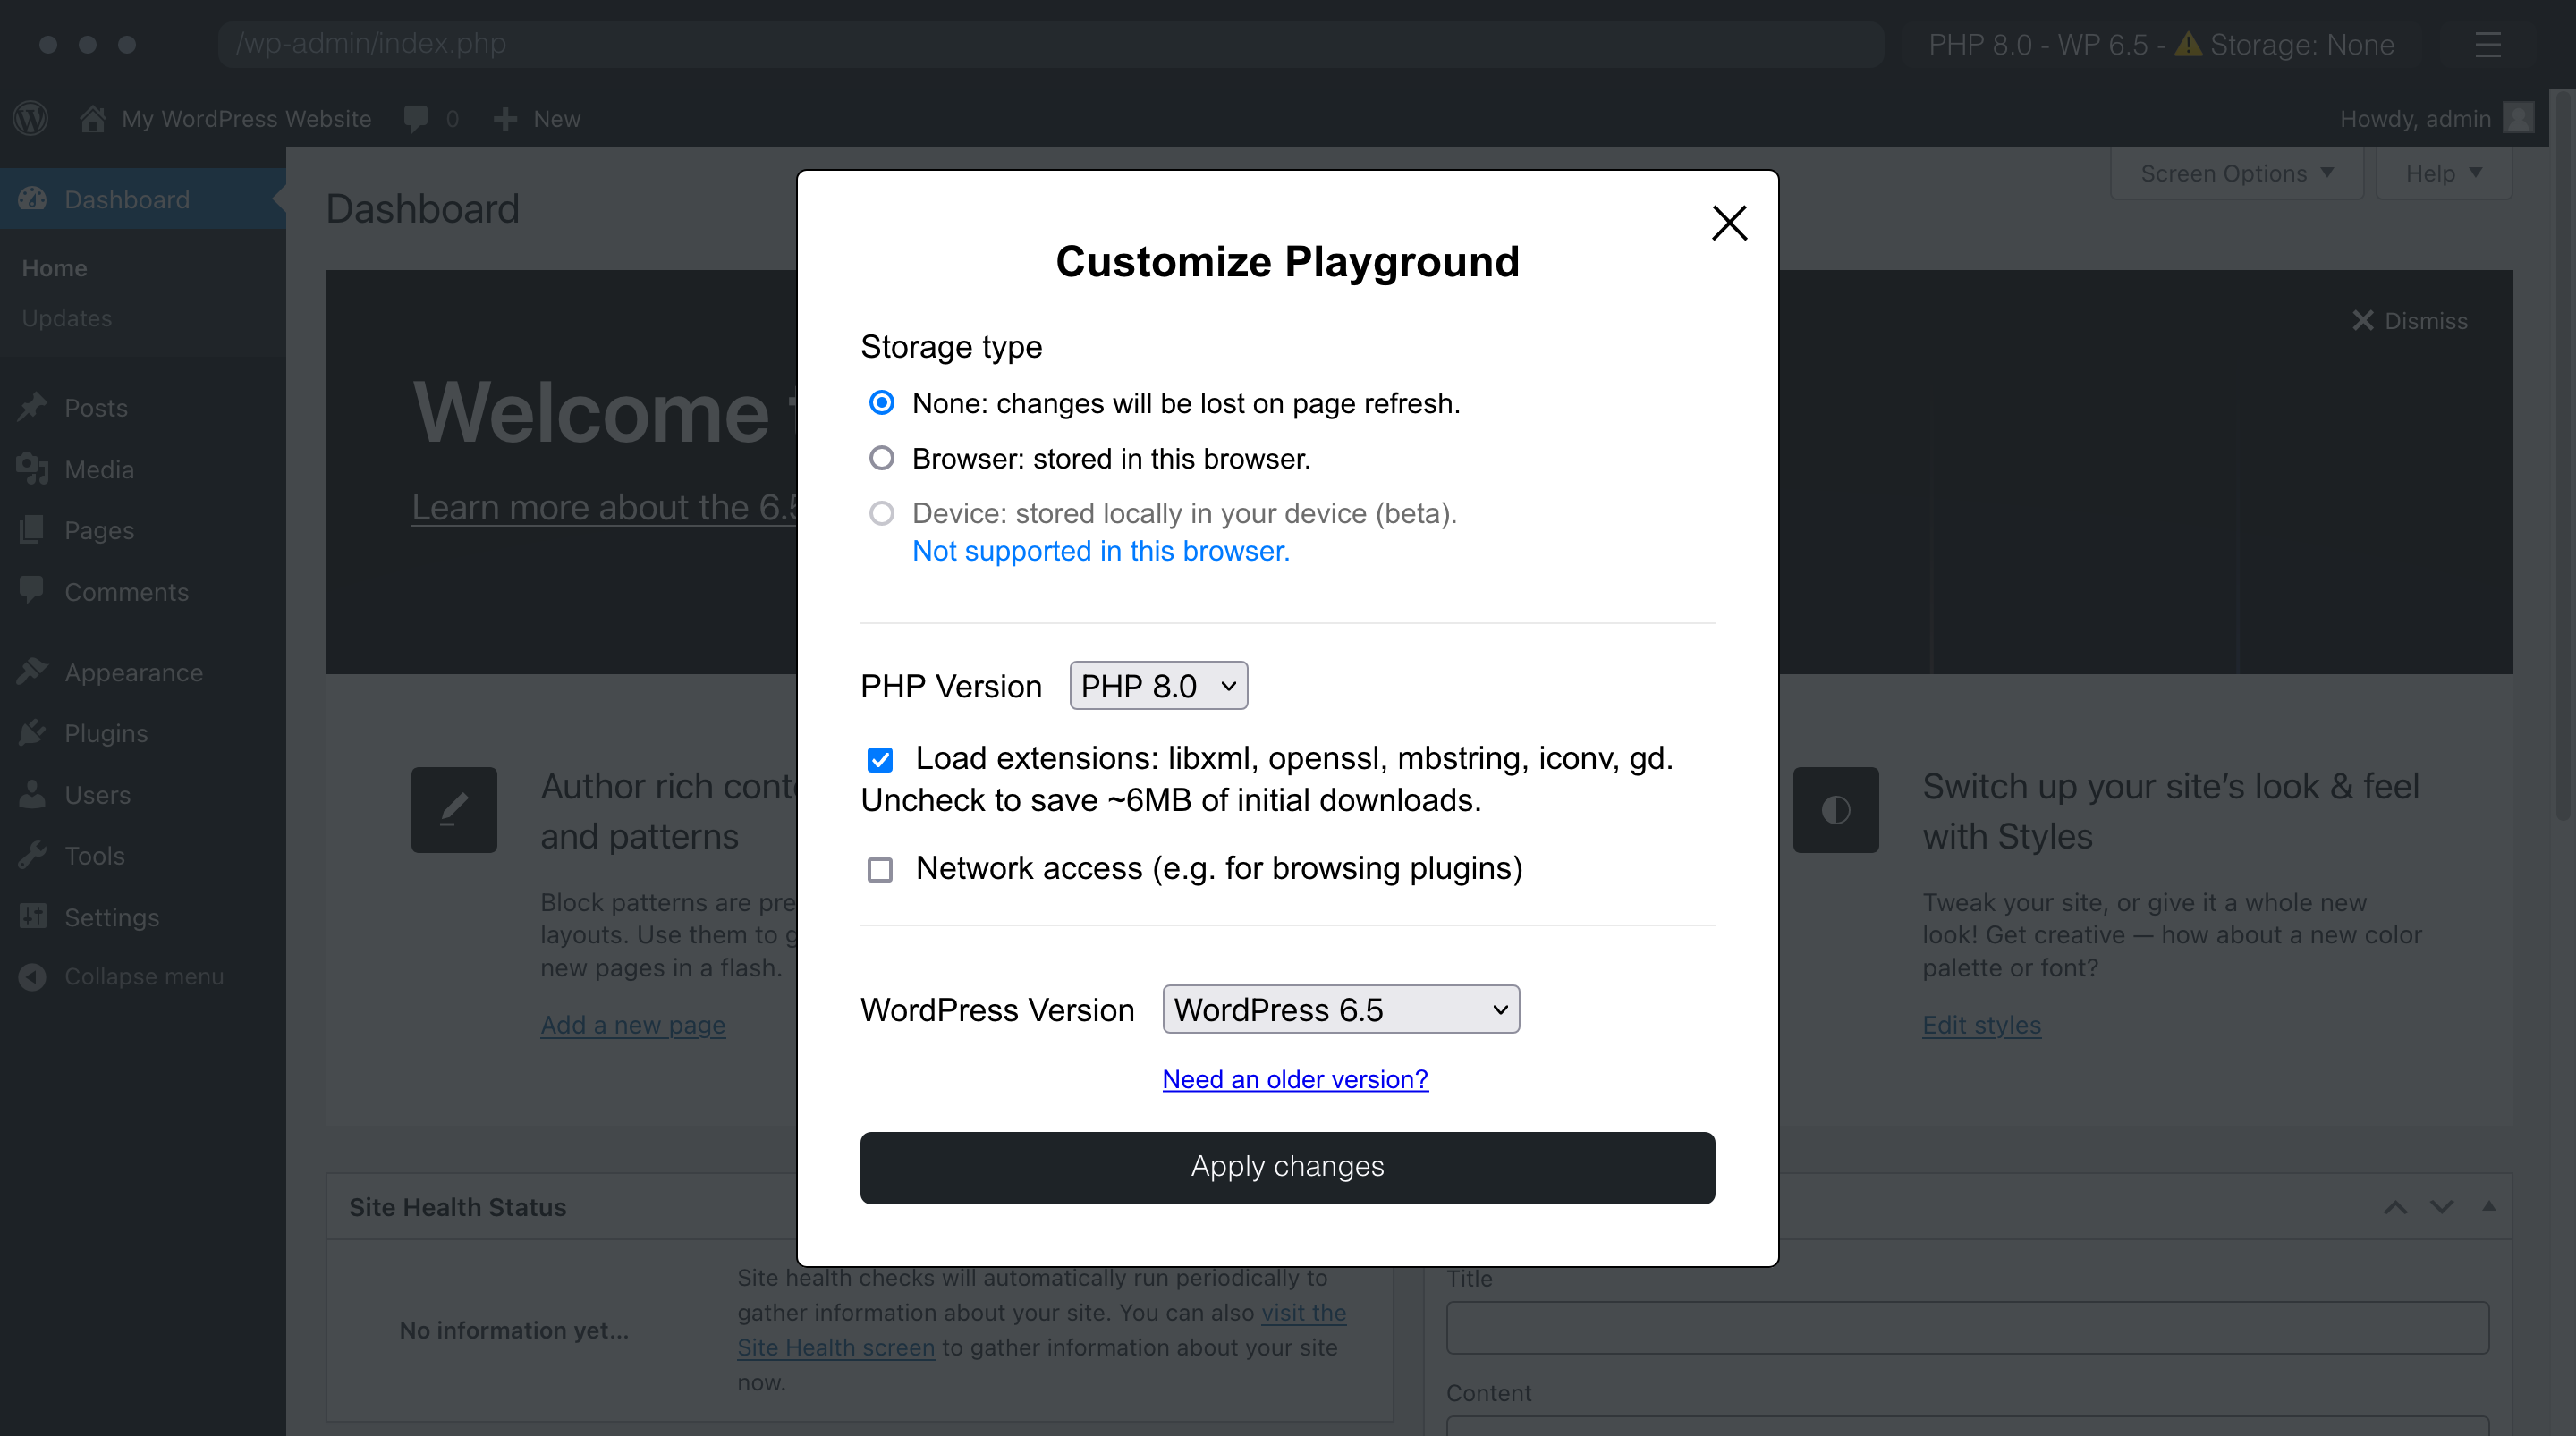 /wp-admin/index.php
PHP 8.0 - WP 6.5 - ⚠ Storage: None
My WordPress Website
0
New
Howdy, admin
Dashboard
Home
Updates
Posts
Media
Pages
Comments
Appearance
Plugins
Users
Tools
Settings
Collapse menu
Dashboard
Screen Options ▼
Help ▼
Dismiss
Welcome
Learn more about the 6.5
Author rich
and patterns
Block patterns are
layouts. Use them to
new pages in a flash.
Add a new page
Switch up your site’s look & feel
with Styles
Tweak your site, or give it a whole new
look! Get creative — how about a new color
palette or font?
Edit styles
Site Health Status
No information yet...
Site health checks will automatically run periodically to
gather information about your site. You can also visit the
Site Health screen to gather information about your site
now.
Title
Content
Customize Playground
Storage type
None: changes will be lost on page refresh.
Browser: stored in this browser.
Device: stored locally in your device (beta).
Not supported in this browser.
PHP Version
PHP 8.0
Load extensions: libxml, openssl, mbstring, iconv, gd.
Uncheck to save ~6MB of initial downloads.
Network access (e.g. for browsing plugins)
WordPress Version
WordPress 6.5
Need an older version?
Apply changes